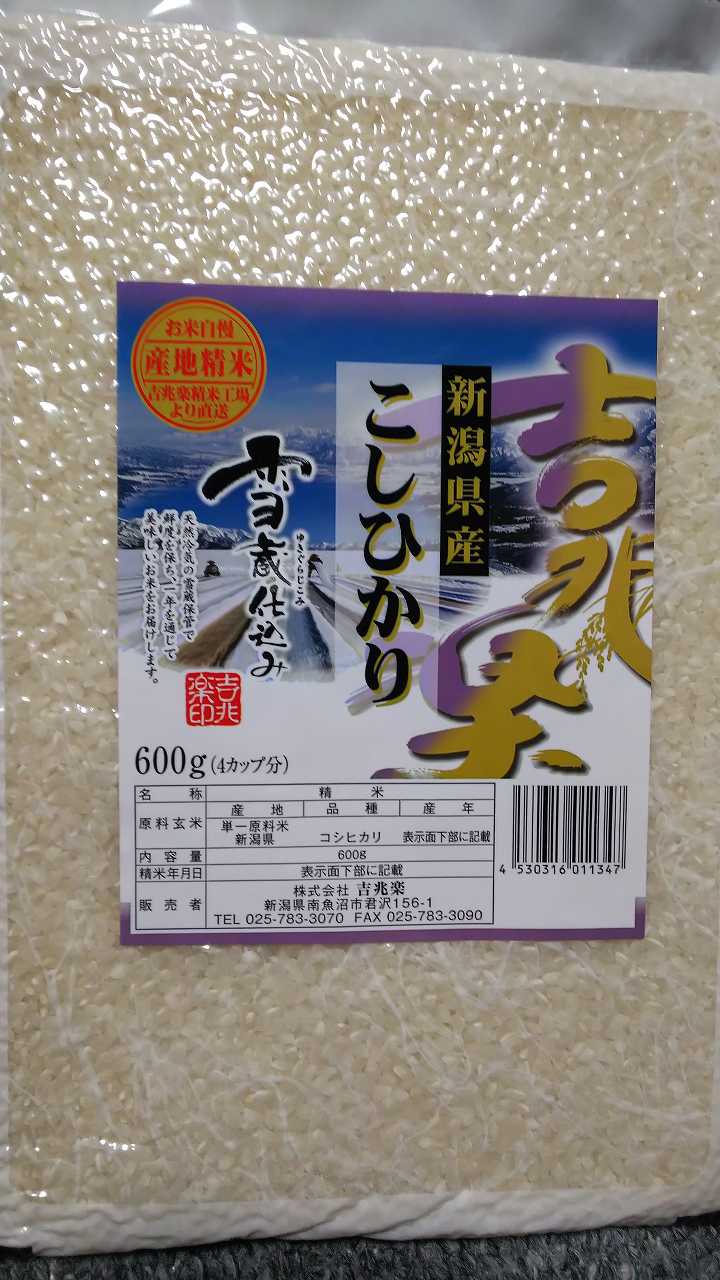 お米自慢
産地精米
吉兆楽精米工場
より直送
吉兆楽
新潟県産
こしひかり
雪蔵仕込み
ゆきぐらじこみ
天然冷気の雪蔵保管で
鮮度を保ち、一年を通じて
美味しいお米をお届けします。
吉兆
楽印
600g(4カップ分)
名称 精米
原料玄米 産地 品種 産年
単一原料米
新潟県 コシヒカリ 表示面下部に記載
内容量 600g
精米年月日 表示面下部に記載
販売者 株式会社 吉兆楽
新潟県南魚沼市君沢156-1
TEL 025-783-3070 FAX 025-783-3090
4 530316 011347